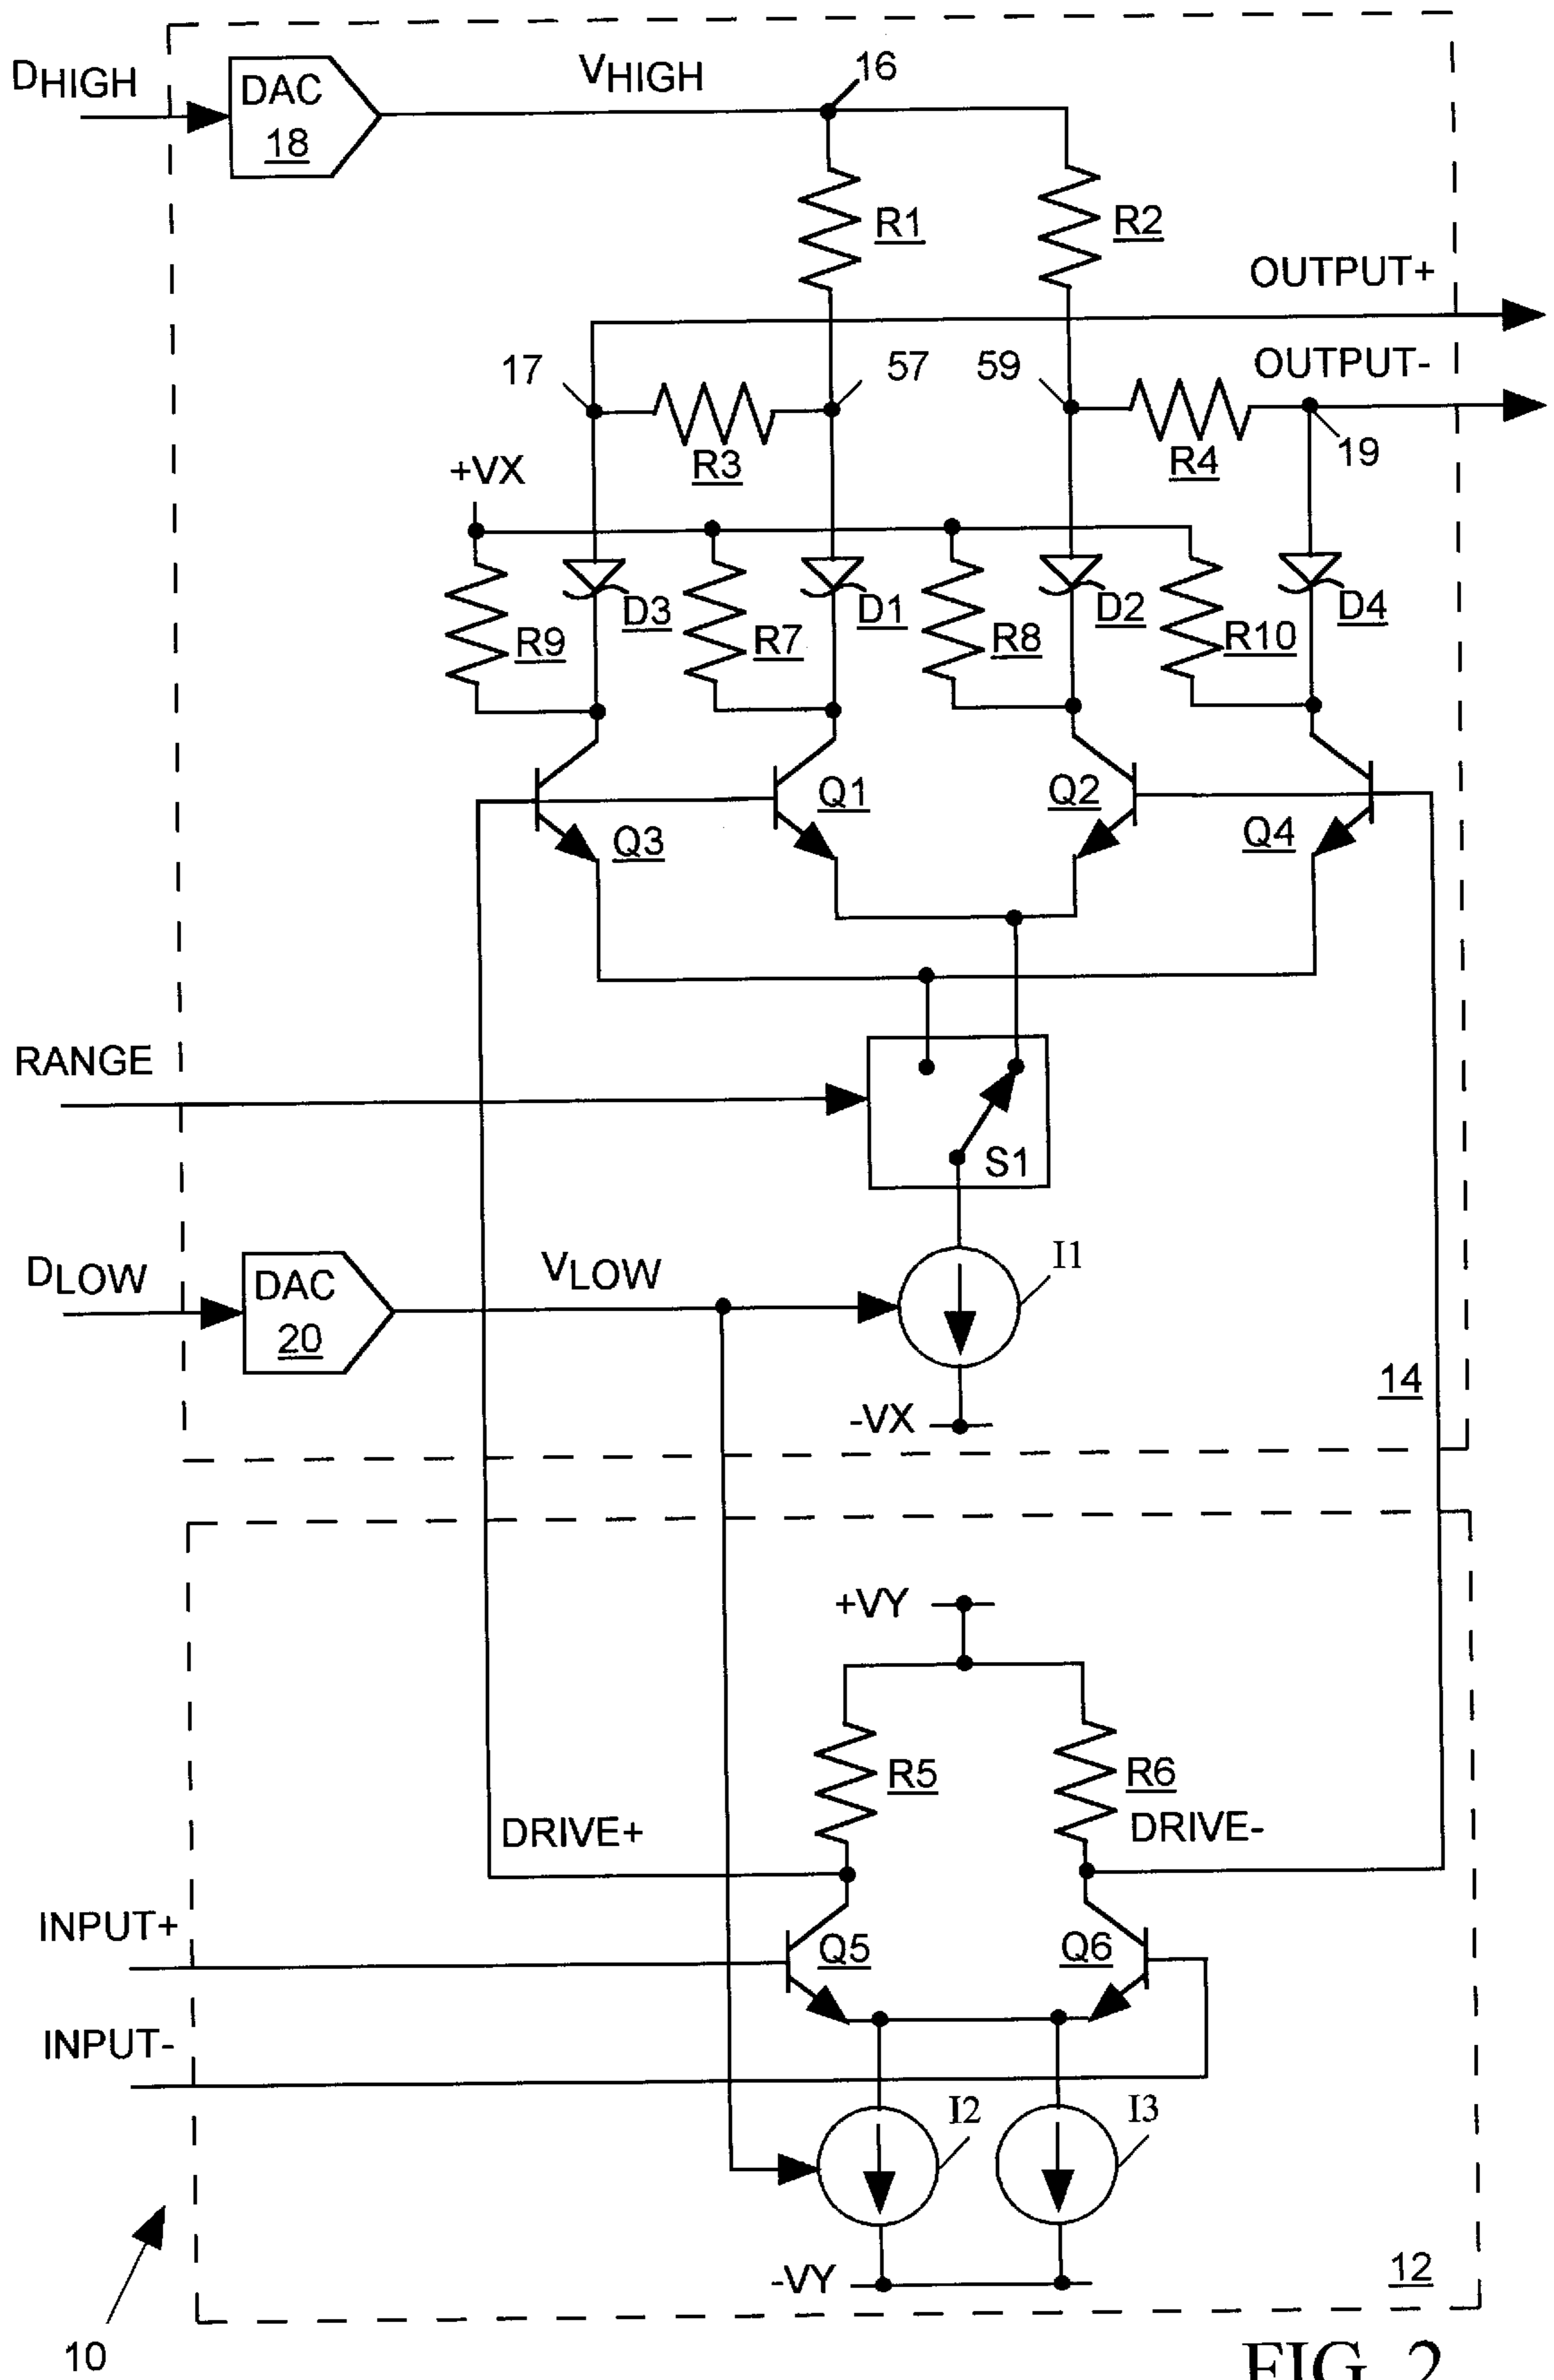 DHIGH
DAC
18
VHIGH
16
R1
R2
OUTPUT+
OUTPUT-
17
57
59
19
R3
R4
+VX
D3
D1
D2
D4
R9
R7
R8
R10
Q3
Q1
Q2
Q4
RANGE
S1
DLOW
DAC
20
VLOW
I1
-VX
14
+VY
R5
R6
DRIVE+
DRIVE-
INPUT+
Q5
Q6
INPUT-
I2
I3
-VY
12
10
FIG. 2